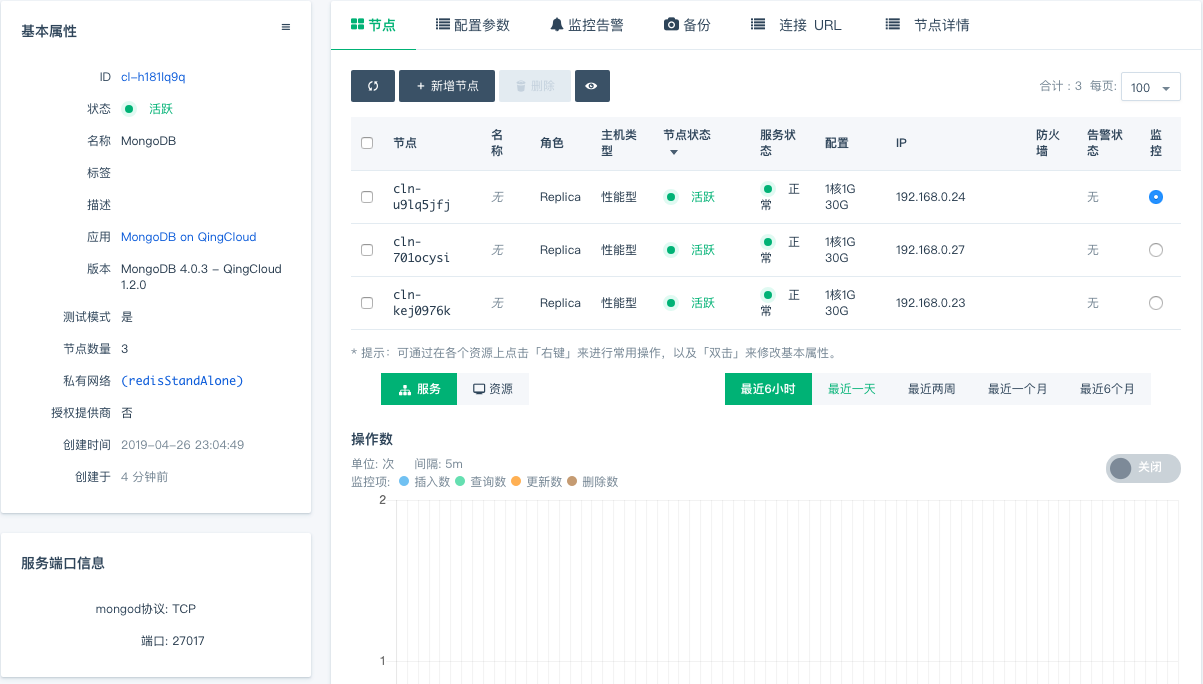 基本属性
ID cl-h181lq9q
状态 活跃
名称 MongoDB
标签
描述
应用 MongoDB on QingCloud
版本 MongoDB 4.0.3 – QingCloud
1.2.0
测试模式 是
节点数量 3
私有网络 (redisStandAlone)
授权提供商 否
创建时间 2019-04-26 23:04:49
创建于 4 分钟前
服务端口信息
mongod协议: TCP
端口: 27017
节点 配置参数 监控告警 备份 连接 URL 节点详情
+ 新增节点 删除 合计：3 每页: 100
节点 名称 角色 主机类型 节点状态 服务状态 配置 IP 防火墙 告警状态 监控
cln-u9lq5jfj 无 Replica 性能型 活跃 正常 1核1G 30G 192.168.0.24 无
cln-701ocysi 无 Replica 性能型 活跃 正常 1核1G 30G 192.168.0.27 无
cln-kej0976k 无 Replica 性能型 活跃 正常 1核1G 30G 192.168.0.23 无
* 提示：可通过在各个资源上点击「右键」来进行常用操作，以及「双击」来修改基本属性。
服务 资源 最近6小时 最近一天 最近两周 最近一个月 最近6个月
操作数
单位: 次 间隔: 5m
监控项: 插入数 查询数 更新数 删除数
关闭
2
1